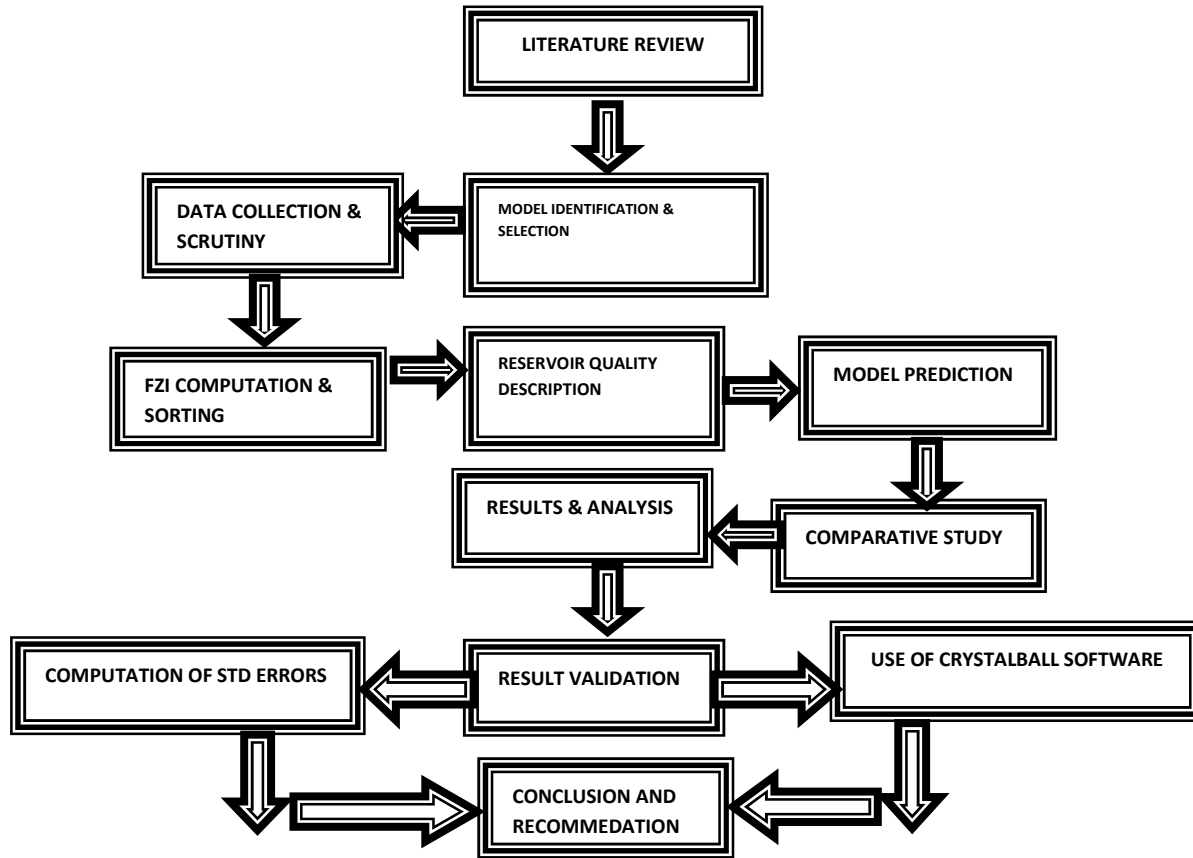 LITERATURE REVIEW
MODEL IDENTIFICATION &
SELECTION
DATA COLLECTION &
SCRUTINY
FZI COMPUTATION &
SORTING
RESERVOIR QUALITY
DESCRIPTION
MODEL PREDICTION
COMPARATIVE STUDY
RESULTS & ANALYSIS
RESULT VALIDATION
COMPUTATION OF STD ERRORS
USE OF CRYSTALBALL SOFTWARE
CONCLUSION AND
RECOMMEDATION